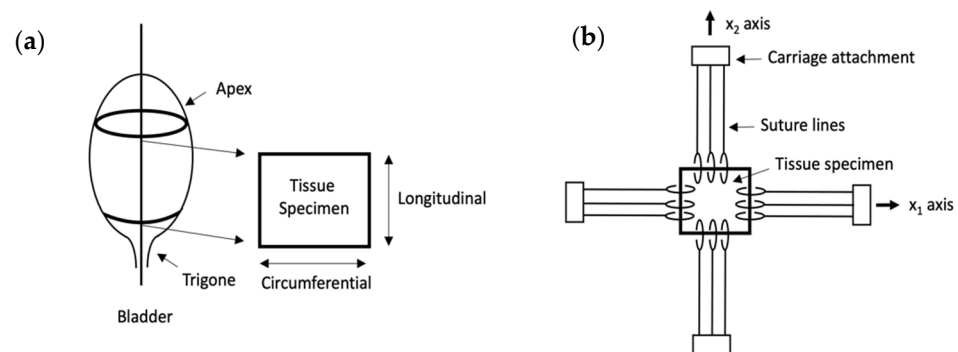 (a)
Apex
Tissue
Specimen
Longitudinal
Circumferential
Trigone
Bladder
(b)
x₂ axis
Carriage attachment
Suture lines
Tissue specimen
x₁ axis